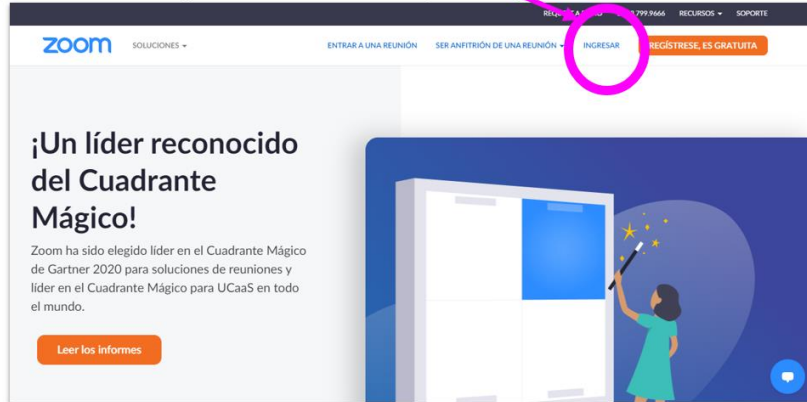 RECURSOS SOPORTE
zoom SOLUCIONES ENTRAR A UNA REUNIÓN SER ANFITRIÓN DE UNA REUNIÓN INGRESAR REGÍSTRESE, ES GRATUITA
¡Un líder reconocido
del Cuadrante
Mágico!
Zoom ha sido elegido líder en el Cuadrante Mágico
de Gartner 2020 para soluciones de reuniones y
líder en el Cuadrante Mágico para UCaaS en todo
el mundo.
Leer los informes